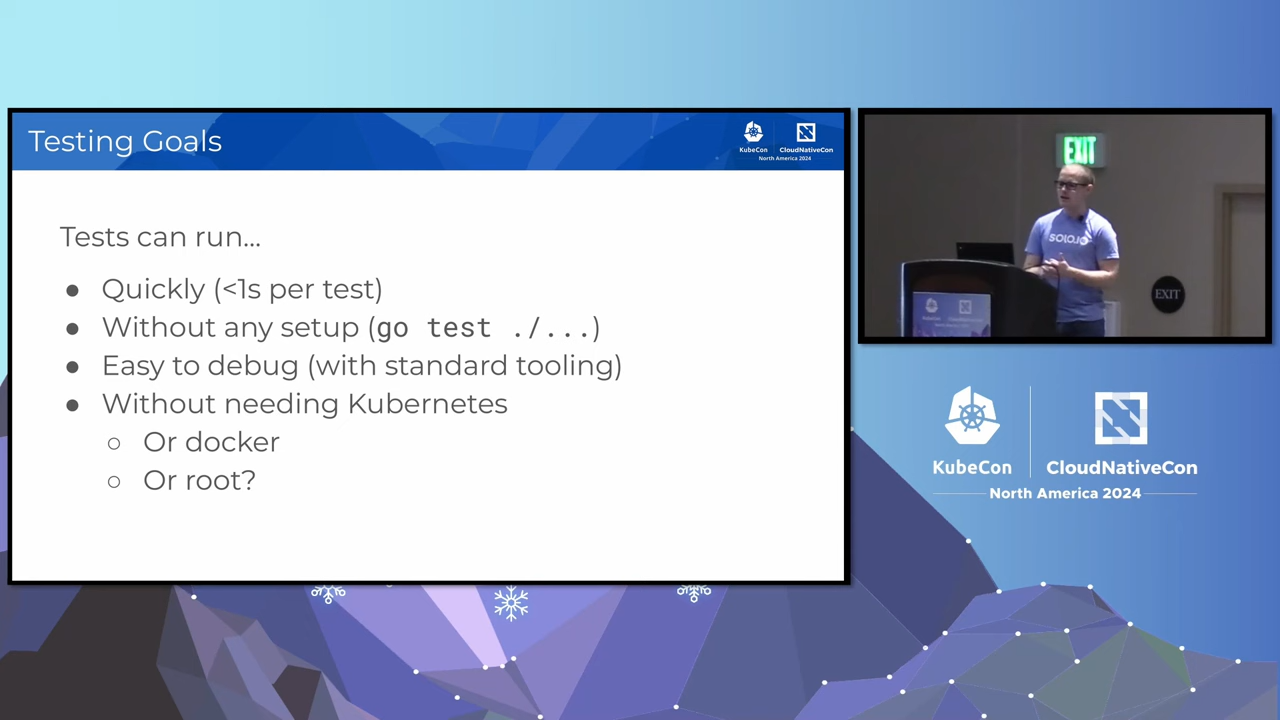 Testing Goals
KubeCon
CloudNativeCon
North America 2024
Tests can run...
● Quickly (<1s per test)
● Without any setup (go test ./...)
● Easy to debug (with standard tooling)
● Without needing Kubernetes
○ Or docker
○ Or root?
EXIT
SOLO.IO
EXIT
KubeCon
CloudNativeCon
North America 2024